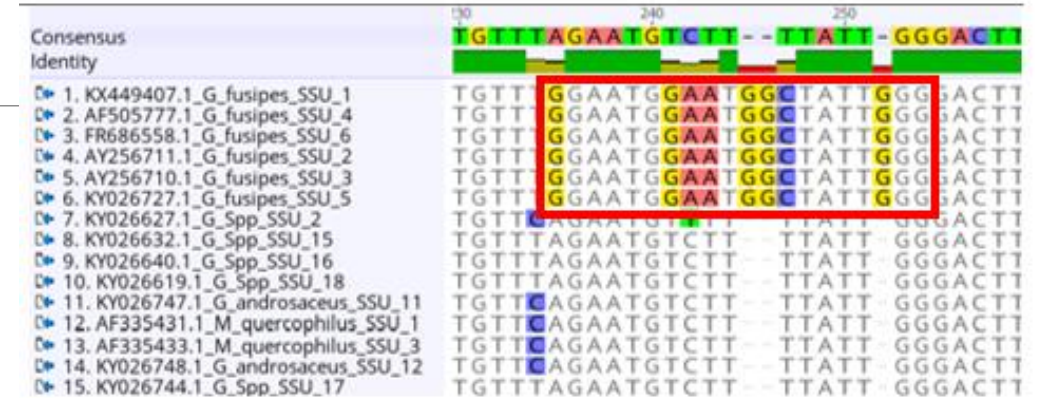 230 240 250
Consensus TGTTTAGAATGTCTT--TTATT-GGGACTT
Identity
1. KX449407.1_G_fusipes_SSU_1 TGTTTGGAATGGAATGGCTATTGGGGACTT
2. AF505777.1_G_fusipes_SSU_4 TGTTTGGAATGGAATGGCTATTGGGGACTT
3. FR686558.1_G_fusipes_SSU_6 TGTTTGGAATGGAATGGCTATTGGGGACTT
4. AY256711.1_G_fusipes_SSU_2 TGTTTGGAATGGAATGGCTATTGGGGACTT
5. AY256710.1_G_fusipes_SSU_3 TGTTTGGAATGGAATGGCTATTGGGGACTT
6. KY026727.1_G_fusipes_SSU_5 TGTTTGGAATGGAATGGCTATTGGGGACTT
7. KY026627.1_G_Spp_SSU_2 TGTTC
8. KY026632.1_G_Spp_SSU_15 TGTTTAGAATGTCTT--TTATT-GGGACTT
9. KY026640.1_G_Spp_SSU_16 TGTTTAGAATGTCTT--TTATT-GGGACTT
10. KY026619.1_G_Spp_SSU_18 TGTTTAGAATGTCTT--TTATT-GGGACTT
11. KY026747.1_G_androsaceus_SSU_11 TGTTCAGAATGTCTT--TTATT-GGGACTT
12. AF335431.1_M_quercophilus_SSU_1 TGTTCAGAATGTCTT--TTATT-GGGACTT
13. AF335433.1_M_quercophilus_SSU_3 TGTTCAGAATGTCTT--TTATT-GGGACTT
14. KY026748.1_G_androsaceus_SSU_12 TGTTCAGAATGTCTT--TTATT-GGGACTT
15. KY026744.1_G_Spp_SSU_17 TGTTTAGAATGTCTT--TTATT-GGGACTT